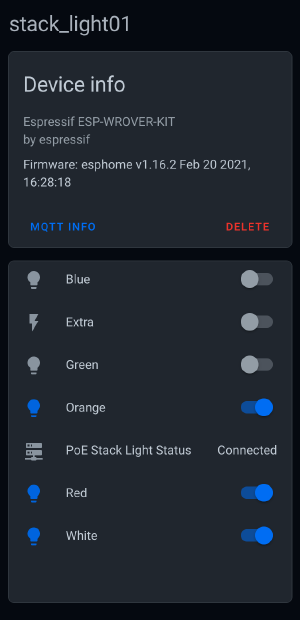 stack_light01
Device info
Espressif ESP-WROVER-KIT
by espressif
Firmware: esphome v1.16.2 Feb 20 2021,
16:28:18
MQTT INFO DELETE
Blue
Extra
Green
Orange
PoE Stack Light Status Connected
Red
White